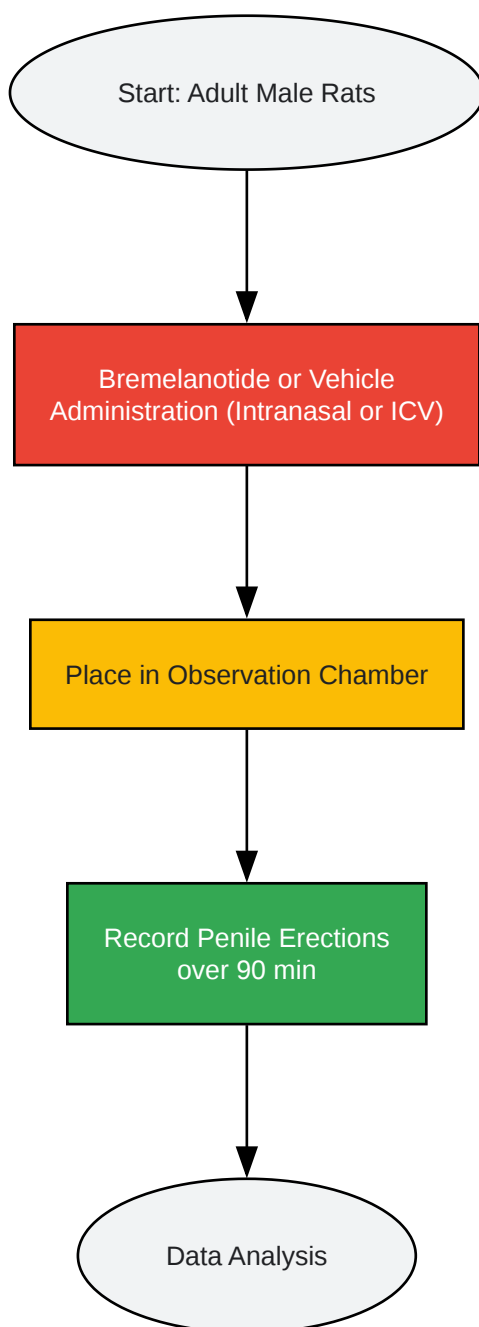 Start: Adult Male Rats
Bremelanotide or Vehicle
Administration (Intranasal or ICV)
Place in Observation Chamber
Record Penile Erections
over 90 min
Data Analysis